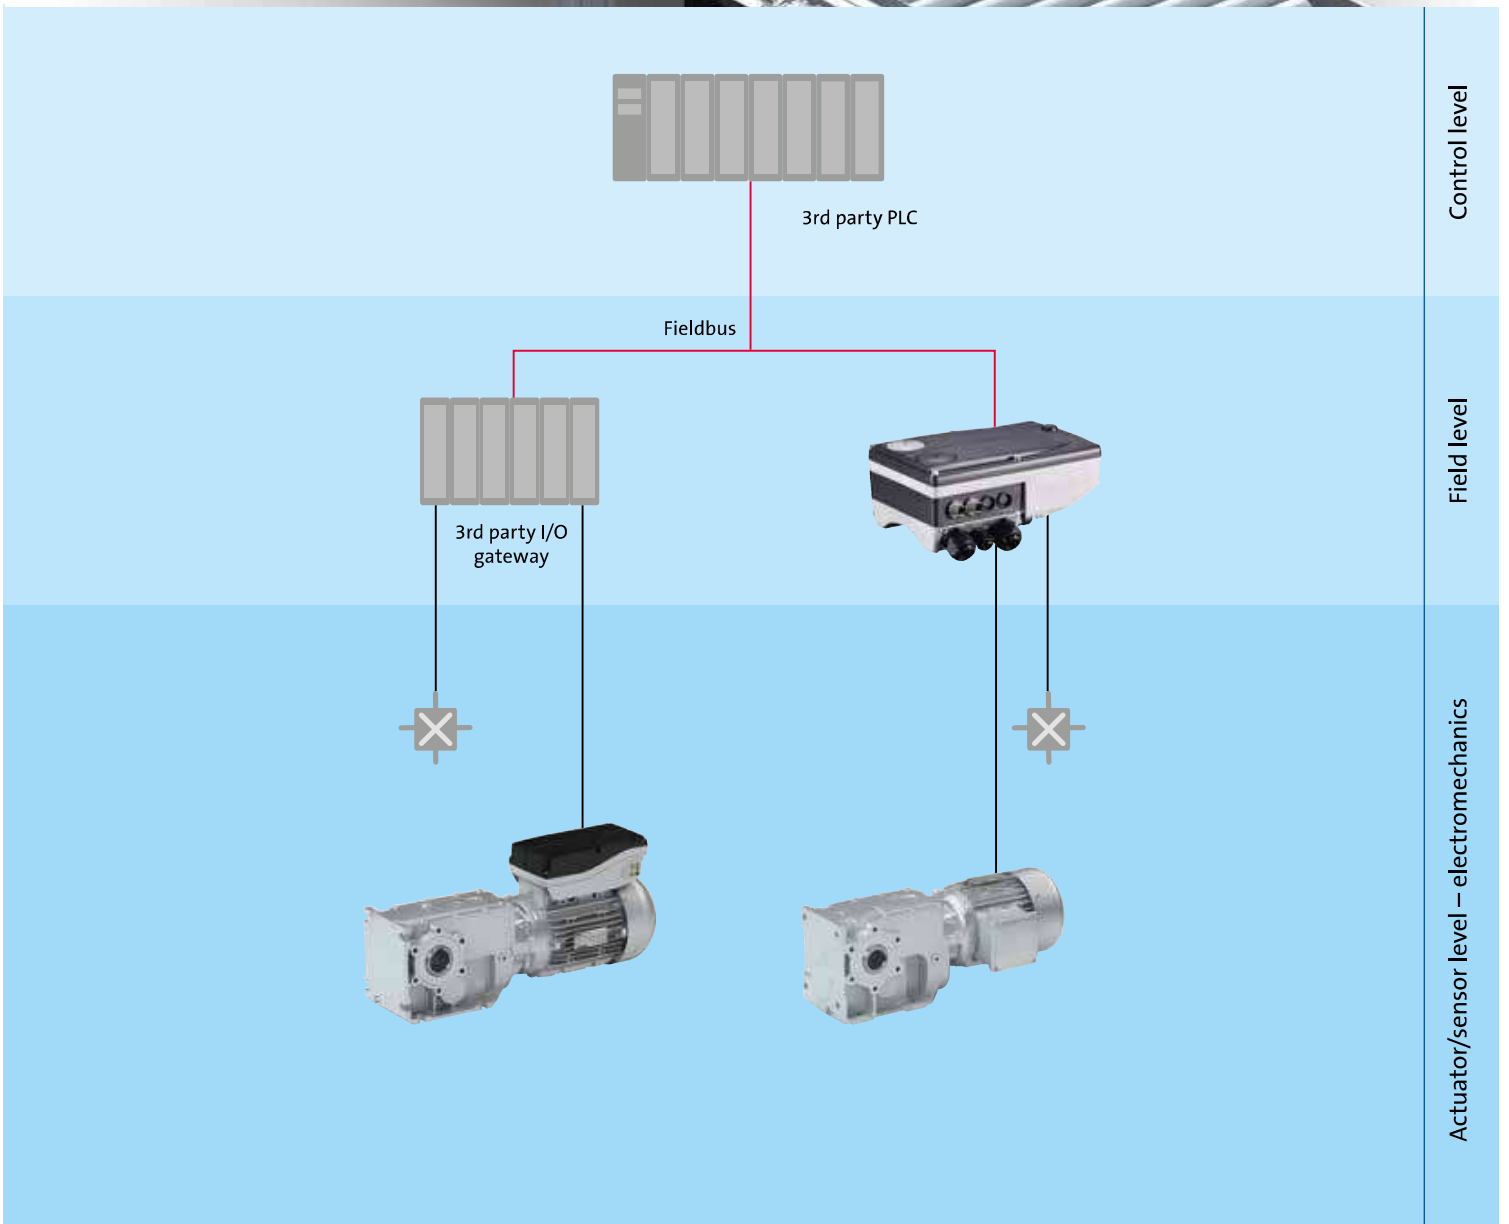 Control level
3rd party PLC
Fieldbus
Field level
3rd party I/O
gateway
Actuator/sensor level – electromechanics